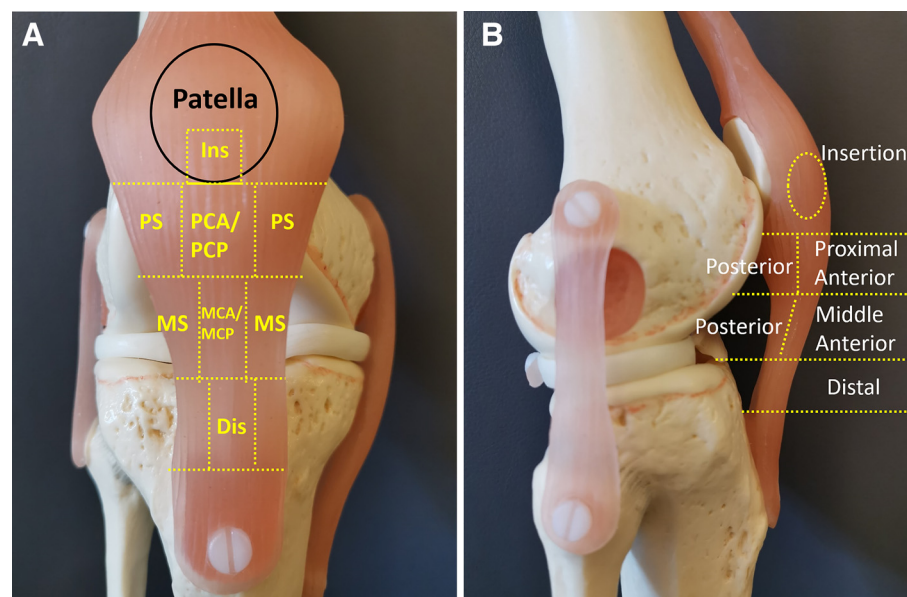 A
Patella
Ins
PS
PCA/
PCP
PS
MS
MCA/
MCP
MS
Dis
B
Insertion
Posterior
Proximal
Anterior
Posterior
Middle
Anterior
Distal